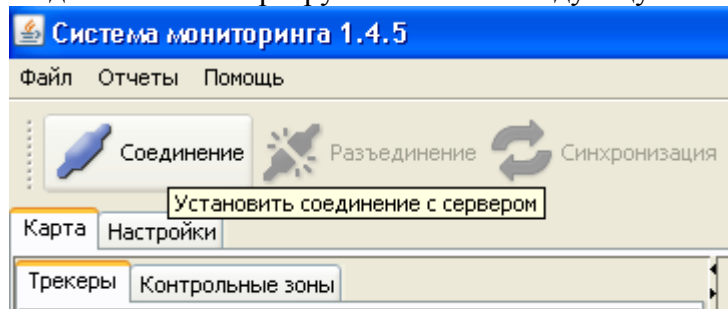 Система мониторинга 1.4.5
Файл Отчеты Помощь
Соединение Разъединение Синхронизация
Установить соединение с сервером
Карта Настройки
Трекеры Контрольные зоны